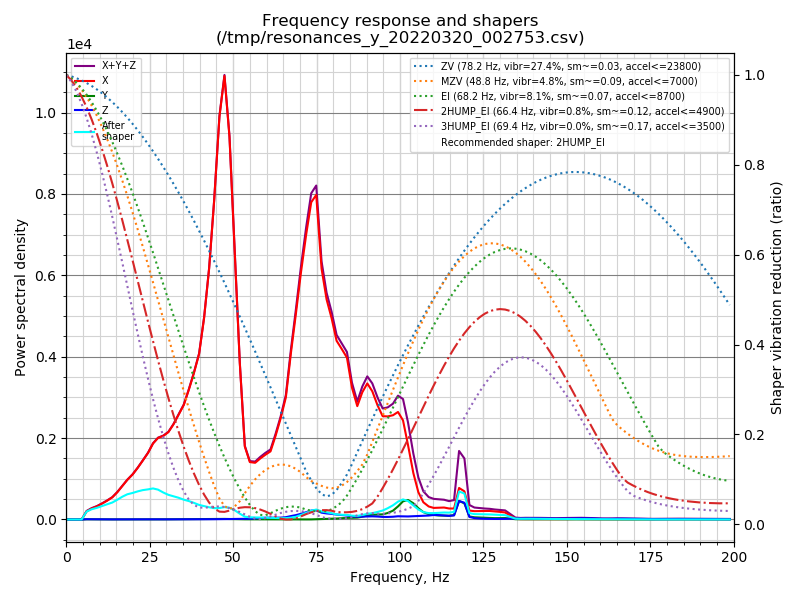 Frequency response and shapers
(/tmp/resonances_y_20220320_002753.csv)
1e4
X+Y+Z
X
Y
Z
After
shaper
ZV (78.2 Hz, vibr=27.4%, sm~=0.03, accel<=23800)
MZV (48.8 Hz, vibr=4.8%, sm~=0.09, accel<=7000)
EI (68.2 Hz, vibr=8.1%, sm~=0.07, accel<=8700)
2HUMP_EI (66.4 Hz, vibr=0.8%, sm~=0.12, accel<=4900)
3HUMP_EI (69.4 Hz, vibr=0.0%, sm~=0.17, accel<=3500)
Recommended shaper: 2HUMP_EI
Power spectral density
1.0
0.8
0.6
0.4
0.2
0.0
1.0
0.8
0.6
0.4
0.2
0.0
Shaper vibration reduction (ratio)
0 25 50 75 100 125 150 175 200
Frequency, Hz